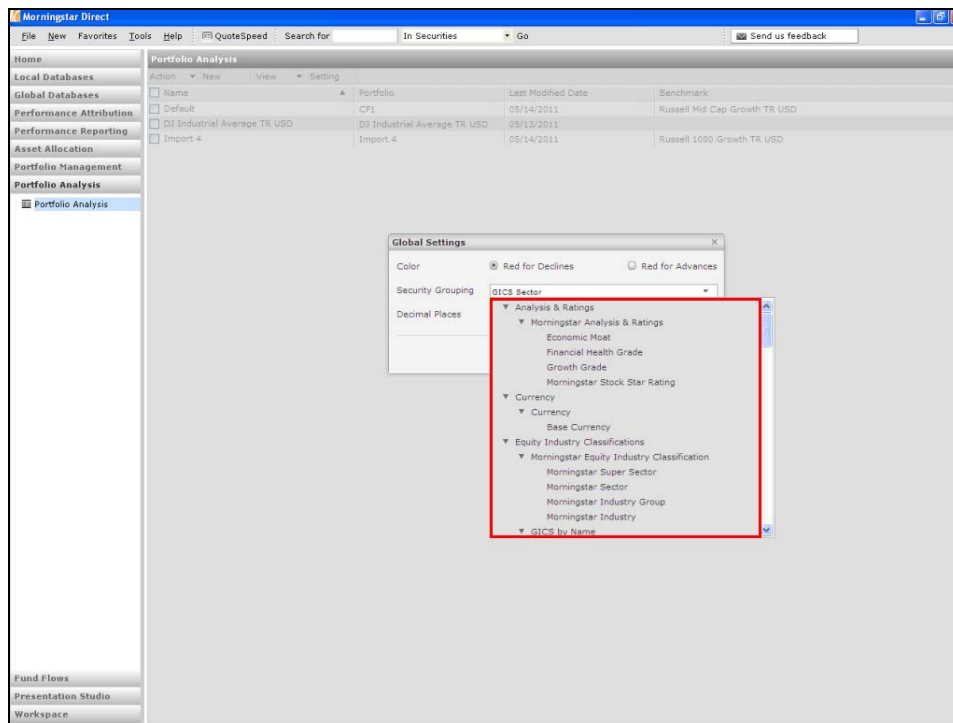 Morningstar Direct
File New Favorites Tools Help QuoteSpeed Search for In Securities Go Send us feedback
Home
Local Databases
Global Databases
Performance Attribution
Performance Reporting
Asset Allocation
Portfolio Management
Portfolio Analysis
Portfolio Analysis
Fund Flows
Presentation Studio
Workspace
Portfolio Analysis
Action New View Setting
Name Portfolio Last Modified Date Benchmark
Default CF1 05/14/2011 Russell Mid Cap Growth TR USD
DJ Industrial Average TR USD DJ Industrial Average TR USD 05/13/2011
Import 4 Import 4 05/14/2011 Russell 1000 Growth TR USD
Global Settings
Color Red for Declines Red for Advances
Security Grouping GICS Sector
Decimal Places
Analysis & Ratings
Morningstar Analysis & Ratings
Economic Moat
Financial Health Grade
Growth Grade
Morningstar Stock Star Rating
Currency
Currency
Base Currency
Equity Industry Classifications
Morningstar Equity Industry Classification
Morningstar Super Sector
Morningstar Sector
Morningstar Industry Group
Morningstar Industry
GICS by Name